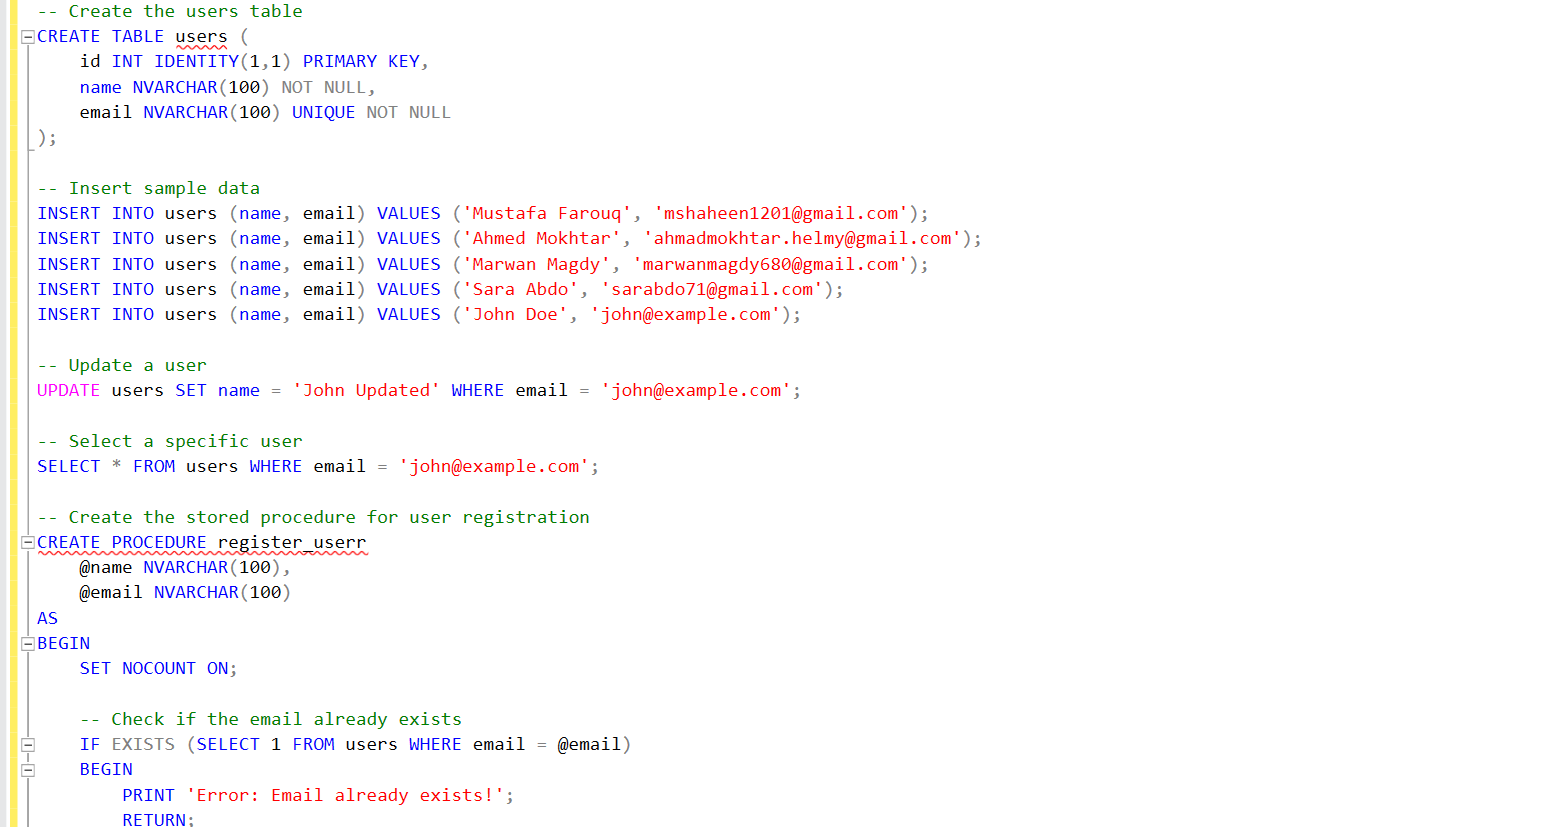 -- Create the users table
CREATE TABLE users (
    id INT IDENTITY(1,1) PRIMARY KEY,
    name NVARCHAR(100) NOT NULL,
    email NVARCHAR(100) UNIQUE NOT NULL
);

-- Insert sample data
INSERT INTO users (name, email) VALUES ('Mustafa Farouq', 'mshaheen1201@gmail.com');
INSERT INTO users (name, email) VALUES ('Ahmed Mokhtar', 'ahmadmokhtar.helmy@gmail.com');
INSERT INTO users (name, email) VALUES ('Marwan Magdy', 'marwanmagdy680@gmail.com');
INSERT INTO users (name, email) VALUES ('Sara Abdo', 'sarabdo71@gmail.com');
INSERT INTO users (name, email) VALUES ('John Doe', 'john@example.com');

-- Update a user
UPDATE users SET name = 'John Updated' WHERE email = 'john@example.com';

-- Select a specific user
SELECT * FROM users WHERE email = 'john@example.com';

-- Create the stored procedure for user registration
CREATE PROCEDURE register_userr
    @name NVARCHAR(100),
    @email NVARCHAR(100)
AS
BEGIN
    SET NOCOUNT ON;

    -- Check if the email already exists
    IF EXISTS (SELECT 1 FROM users WHERE email = @email)
    BEGIN
        PRINT 'Error: Email already exists!';
        RETURN;